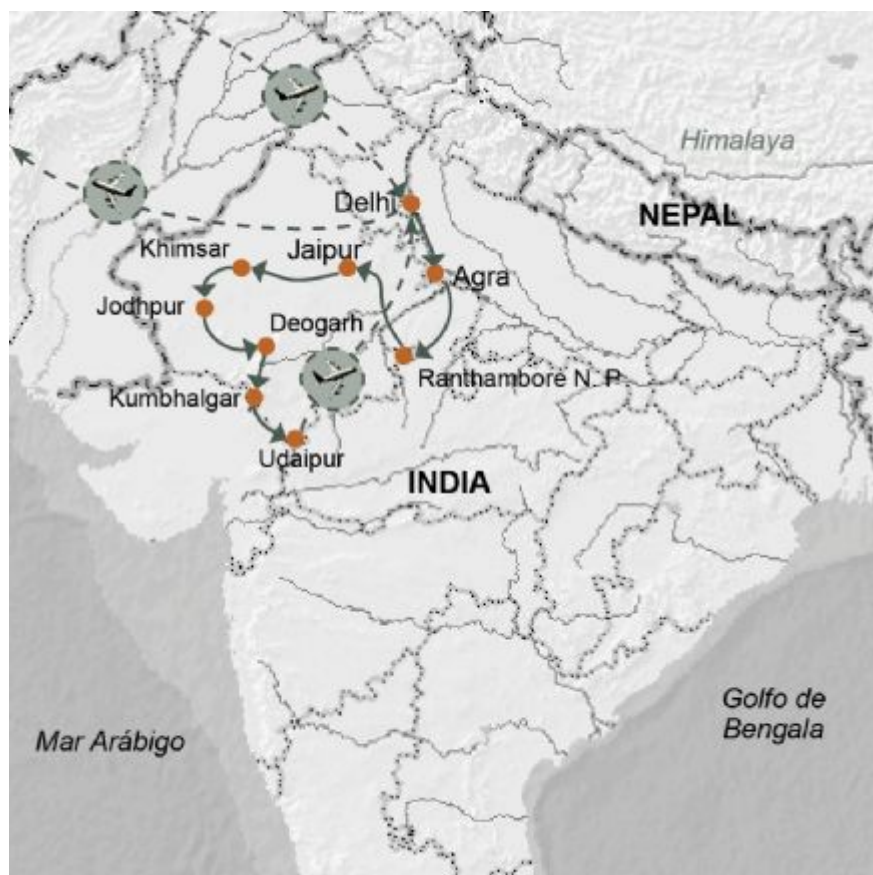 Himalaya
Delhi
NEPAL
Khimsar
Jaipur
Agra
Jodhpur
Deogarh
Ranthambore N. P.
Kumbhalgar
Udaipur
INDIA
Golfo de
Bengala
Mar Arábigo